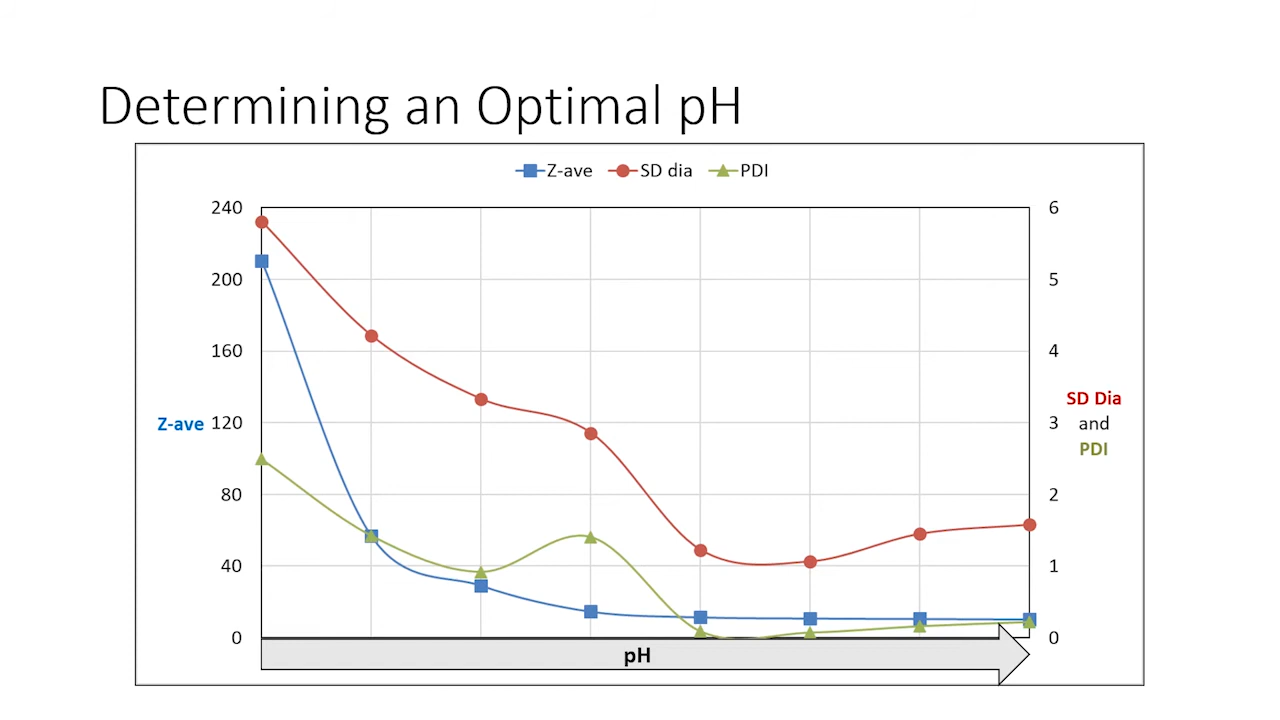 Determining an Optimal pH
Z-ave SD dia PDI
240 6
200 5
160 4
SD Dia
Z-ave 120 3 and
PDI
80 2
40 1
0 0
pH